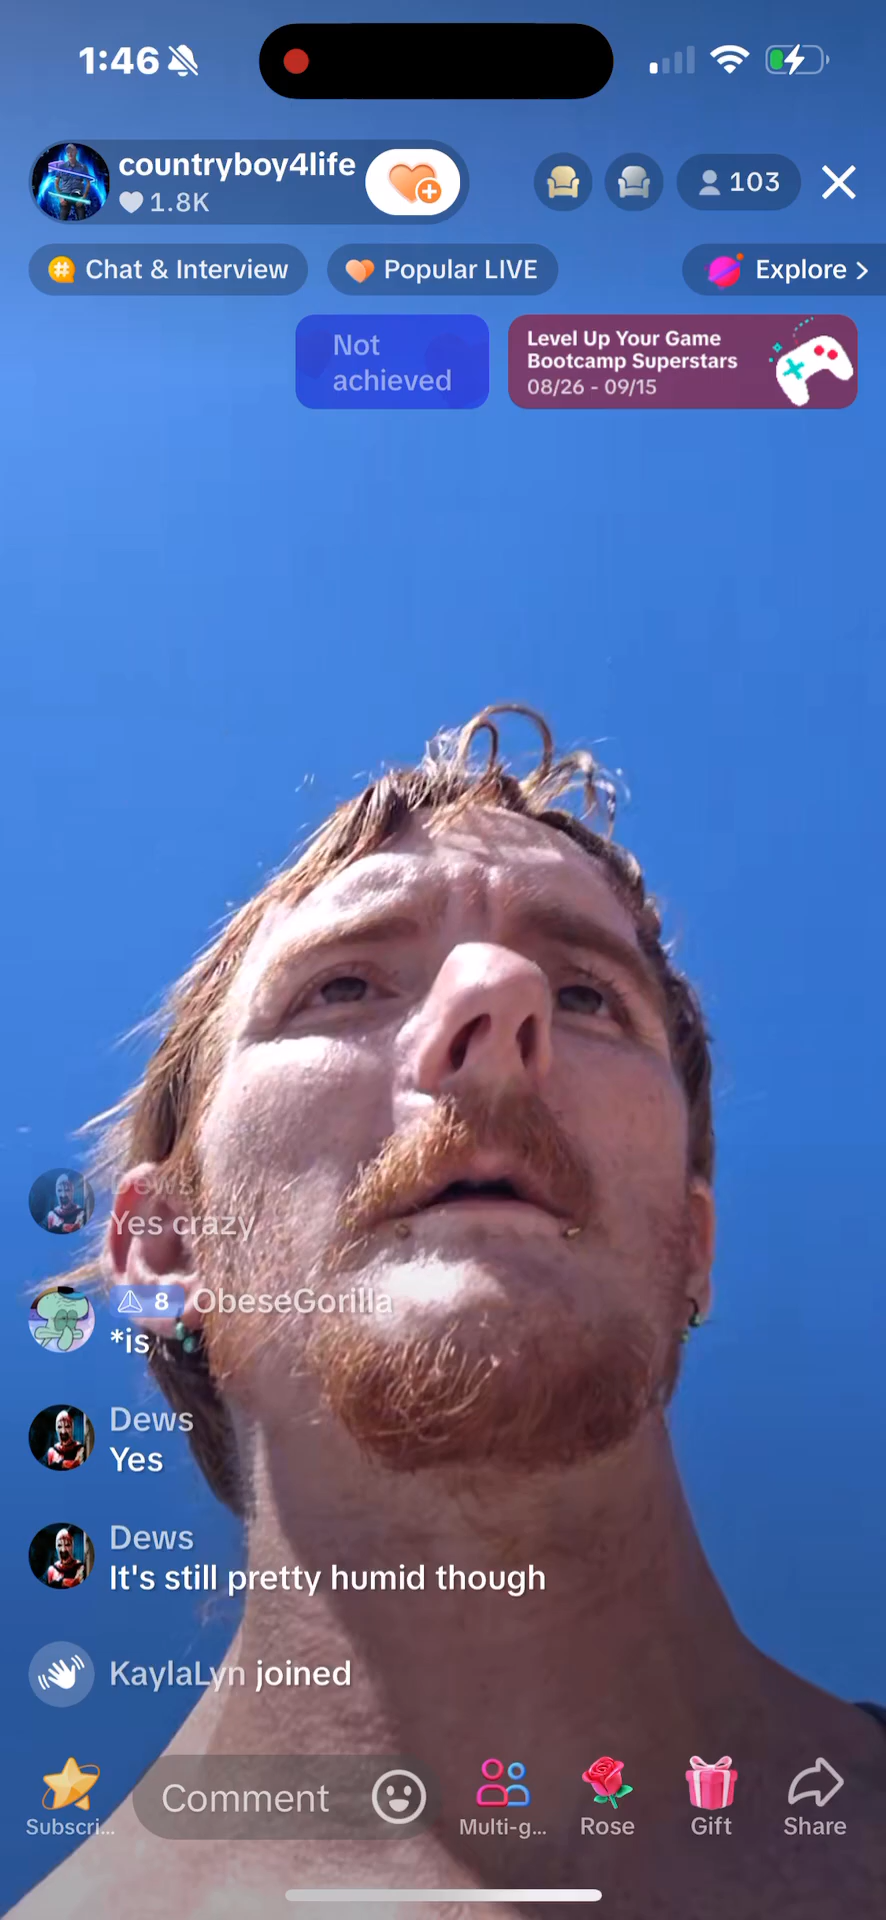 1:46
countryboy4life
1.8K
103
Chat & Interview
Popular LIVE
Explore >
Not
achieved
Level Up Your Game
Bootcamp Superstars
08/26 - 09/15
Dews
Yes crazy
8 ObeseGorilla
*is
Dews
Yes
Dews
It's still pretty humid though
KaylaLyn joined
Comment
Subscri...
Multi-g...
Rose
Gift
Share